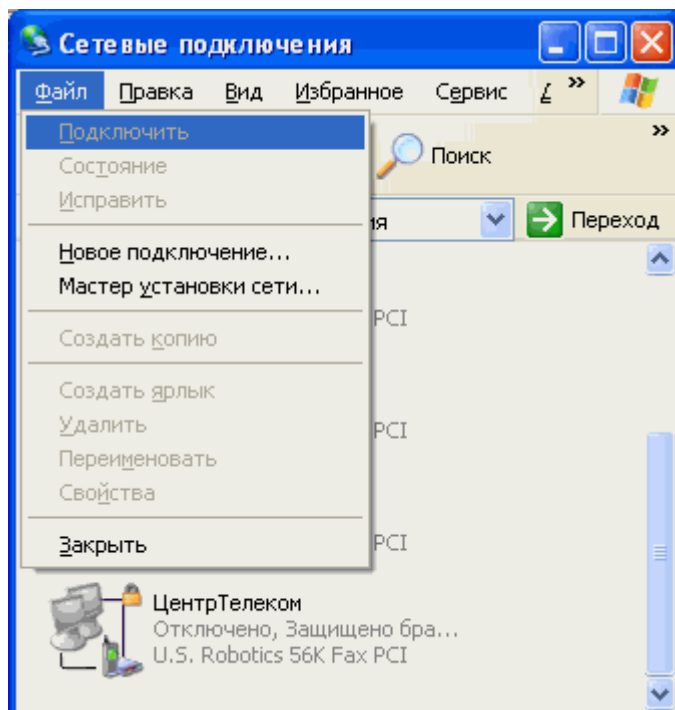 Сетевые подключения
Файл Правка Вид Избранное Сервис »
Подключить
Состояние
Исправить
Новое подключение...
Мастер установки сети...
Создать копию
Создать ярлык
Удалить
Переименовать
Свойства
Закрыть
Поиск »
ия Переход
PCI
PCI
PCI
ЦентрТелеком
Отключено, Защищено бра...
U.S. Robotics 56K Fax PCI